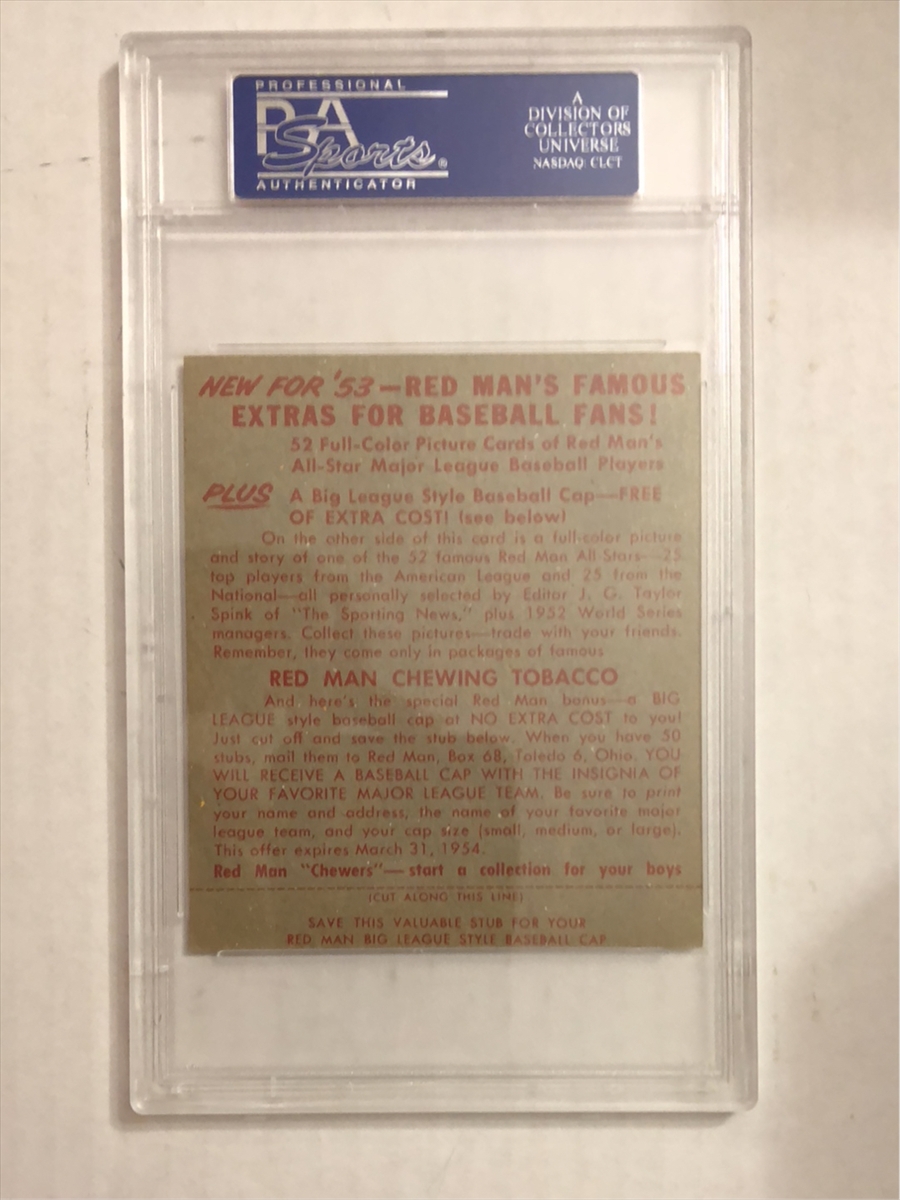 PROFESSIONAL
PSA
Sports®
AUTHENTICATOR
A
DIVISION OF
COLLECTORS
UNIVERSE
NASDAQ: CLCT
NEW FOR '53—RED MAN'S FAMOUS
EXTRAS FOR BASEBALL FANS!
52 Full-Color Picture Cards of Red Man's
All-Star Major League Baseball Players
PLUS A Big League Style Baseball Cap—FREE
OF EXTRA COST! (see below)
On the other side of this card is a full-color picture
and story of one of the 52 famous Red Man All Stars—25
top players from the American League and 25 from the
National—all personally selected by Editor J. G. Taylor
Spink of "The Sporting News," plus 1952 World Series
managers. Collect these pictures—trade with your friends.
Remember, they come only in packages of famous
RED MAN CHEWING TOBACCO
And here's the special Red Man bonus—a BIG
LEAGUE style baseball cap at NO EXTRA COST to you!
Just cut off and save the stub below. When you have 50
stubs, mail them to Red Man, Box 68, Toledo 6, Ohio. YOU
WILL RECEIVE A BASEBALL CAP WITH THE INSIGNIA OF
YOUR FAVORITE MAJOR LEAGUE TEAM. Be sure to print
your name and address, the name of your favorite major
league team, and your cap size (small, medium, or large).
This offer expires March 31, 1954.
Red Man "Chewers"—start a collection for your boys
(CUT ALONG THIS LINE)
SAVE THIS VALUABLE STUB FOR YOUR
RED MAN BIG LEAGUE STYLE BASEBALL CAP